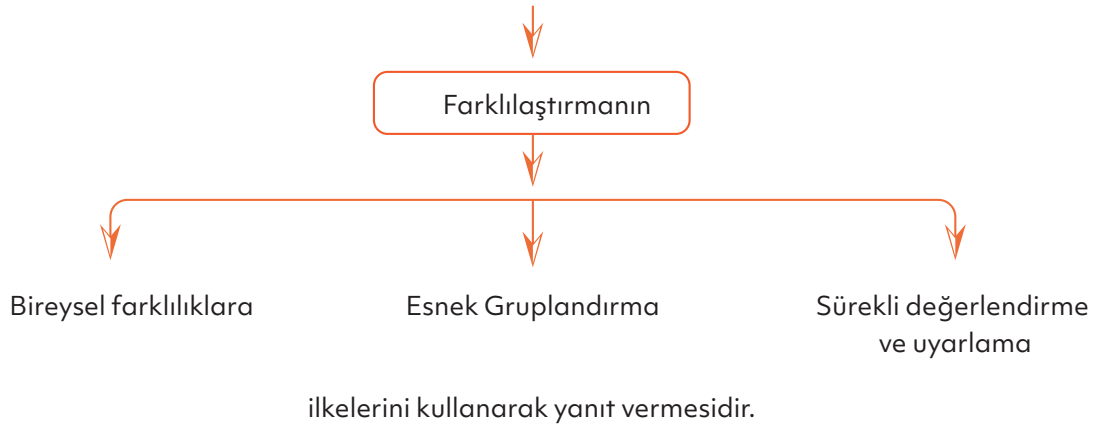 Farklılaştırmanın
Bireysel farklılıklara
Esnek Gruplandırma
Sürekli değerlendirme
ve uyarlama
ilkelerini kullanarak yanıt vermesidir.